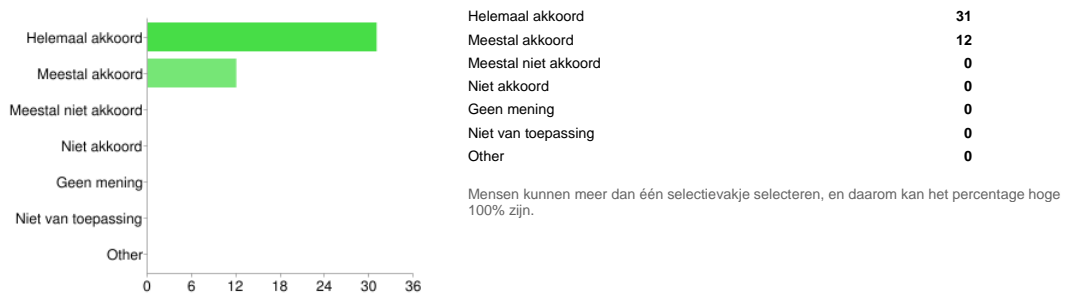 Helemaal akkoord
Meestal akkoord
Meestal niet akkoord
Niet akkoord
Geen mening
Niet van toepassing
Other
0 6 12 18 24 30 36
Helemaal akkoord 31
Meestal akkoord 12
Meestal niet akkoord 0
Niet akkoord 0
Geen mening 0
Niet van toepassing 0
Other 0
Mensen kunnen meer dan één selectievakje selecteren, en daarom kan het percentage hoge
100% zijn.